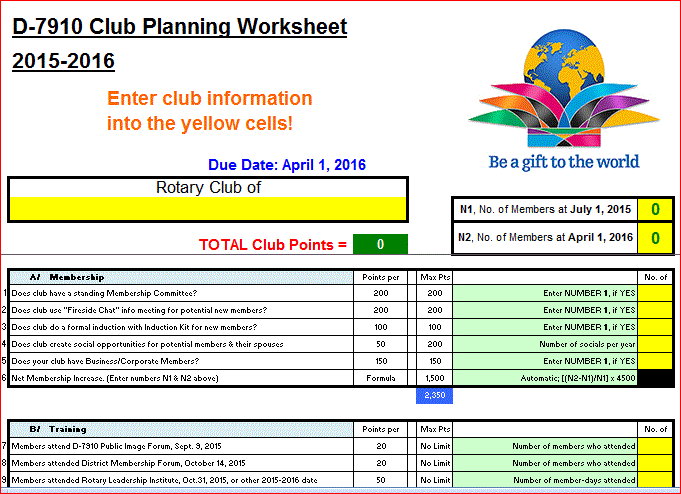 D-7910 Club Planning Worksheet
2015-2016
Enter club information
into the yellow cells!
Be a gift to the world
Due Date: April 1, 2016
Rotary Club of
N1, No. of Members at July 1, 2015 0
N2, No. of Members at April 1, 2016 0
TOTAL Club Points = 0
A/ Membership Points per Max Pts No. of
1 Does club have a standing Membership Committee? 200 200 Enter NUMBER 1, if YES
2 Does club use "Fireside Chat" info meeting for potential new members? 200 200 Enter NUMBER 1, if YES
3 Does club do a formal induction with Induction Kit for new members? 100 100 Enter NUMBER 1, if YES
4 Does club create social opportunities for potential members & their spouses 50 200 Number of socials per year
5 Does your club have Business/Corporate Members? 150 150 Enter NUMBER 1, if YES
6 Net Membership Increase. (Enter numbers N1 & N2 above) Formula 1,500 Automatic; [(N2-N1)/N1] x 4500
2,350
B/ Training Points per Max Pts No. of
7 Members attend D-7910 Public Image Forum, Sept. 9, 2015 20 No Limit Number of members who attended
8 Members attended District Membership Forum, October 14, 2015 20 No Limit Number of members who attended
9 Members attended Rotary Leadership Institute, Oct.31, 2015, or other 2015-2016 date 50 No Limit Number of member-days attended